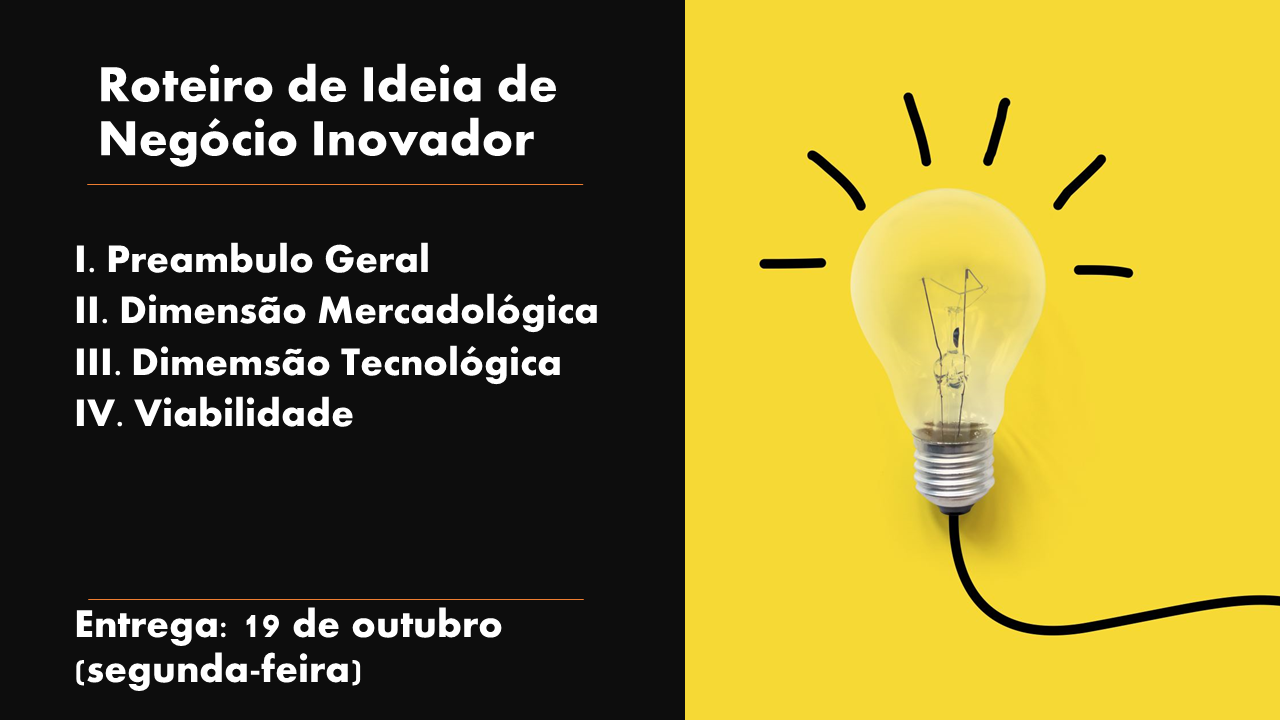 Roteiro de Ideia de
Negócio Inovador
I. Preambulo Geral
II. Dimensão Mercadológica
III. Dimemsão Tecnológica
IV. Viabilidade
Entrega: 19 de outubro
(segunda-feira)